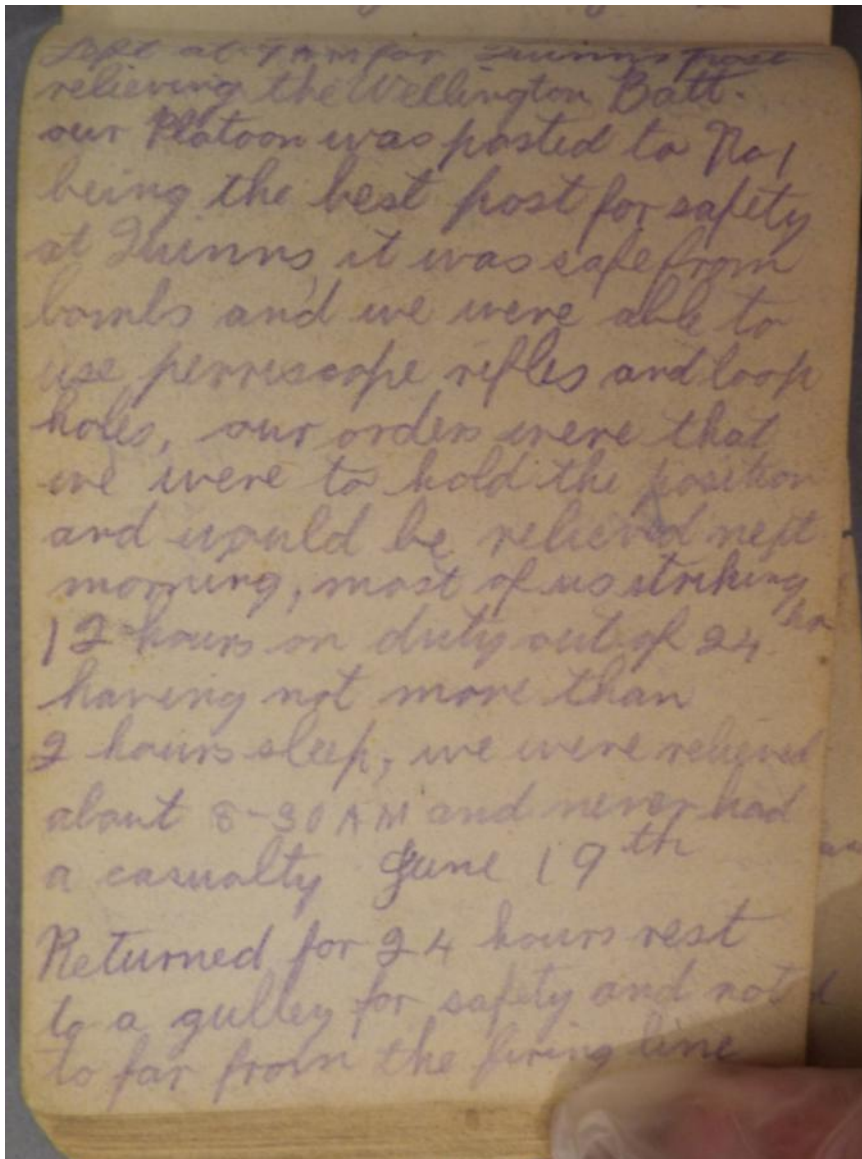 Left at 7 AM for Quinns post
relieving the Wellington Batt.
our Platoon was posted to No 1
being the best post for safety
at Quinns, it was safe from
bombs and we were able to
use perriscope rifles and loop
holes, our orders were that
we were to hold the position
and would be relieved next
morning, most of us striking
12 hours on duty out of 24 hrs
having not more than
2 hours sleep, we were relieved
about 8-30 AM and never had
a casualty June 19th
Returned for 24 hours rest
to a gulley for safety and not
to far from the firing line